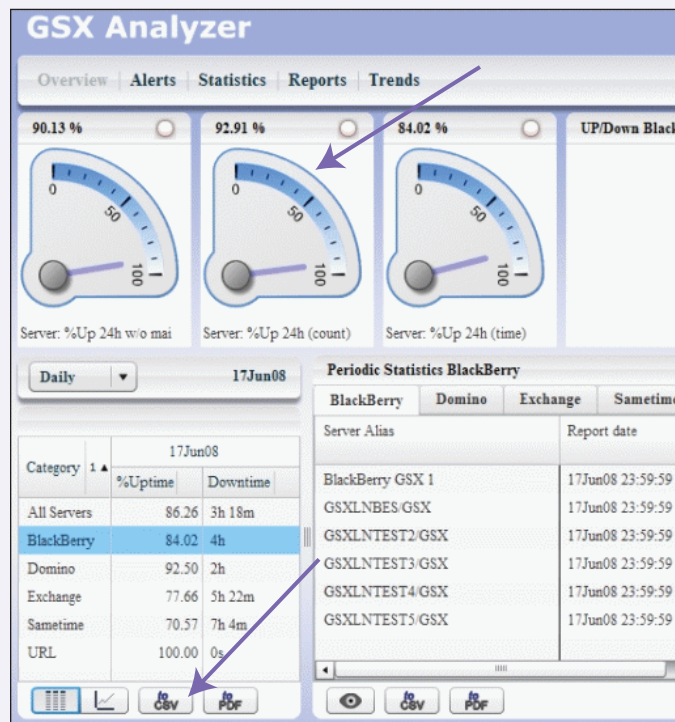 GSX Analyzer
Overview Alerts Statistics Reports Trends
90.13 % 92.91 % 84.02 % UP/Down Black
0 50 100
0 50 100
0 50 100
Server: %Up 24h w/o mai Server: %Up 24h (count) Server: %Up 24h (time)
Daily 17Jun08
Category 1 17Jun08
%Uptime Downtime
All Servers 86.26 3h 18m
BlackBerry 84.02 4h
Domino 92.50 2h
Exchange 77.66 5h 22m
Sametime 70.57 7h 4m
URL 100.00 0s
to CSV to PDF
Periodic Statistics BlackBerry
BlackBerry Domino Exchange Sametime
Server Alias Report date
BlackBerry GSX 1 17Jun08 23:59:59
GSXLNBES/GSX 17Jun08 23:59:59
GSXLNTEST2/GSX 17Jun08 23:59:59
GSXLNTEST3/GSX 17Jun08 23:59:59
GSXLNTEST4/GSX 17Jun08 23:59:59
GSXLNTEST5/GSX 17Jun08 23:59:59
to CSV to PDF